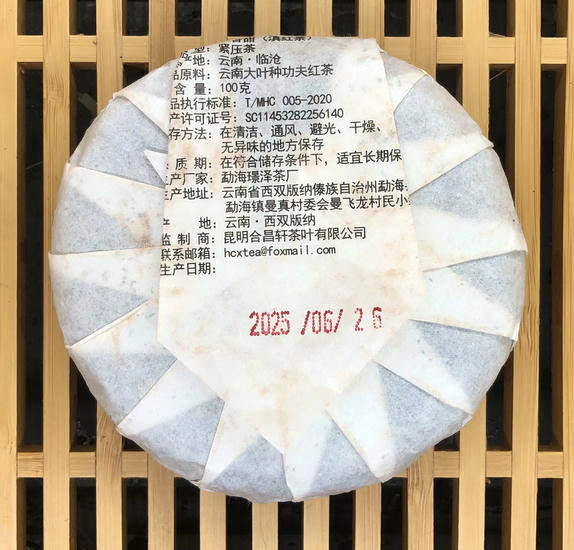 型：紧压茶
产地：云南·临沧
品原料：云南大叶种功夫红茶
含 量：100克
品执行标准：T/MHC 005-2020
产许可证号：SC11453282256140
存方法：在清洁、通风、避光、干燥、
无异味的地方保存
质 期：在符合储存条件下，适宜长期保
生产厂家：勐海璟泽茶厂
生产地址：云南省西双版纳傣族自治州勐海
勐海镇曼真村委会曼飞龙村民小
产 地：云南·西双版纳
监 制 商：昆明合昌轩茶叶有限公司
联系邮箱：hcxtea@foxmail.com
生产日期：
2025/06/26